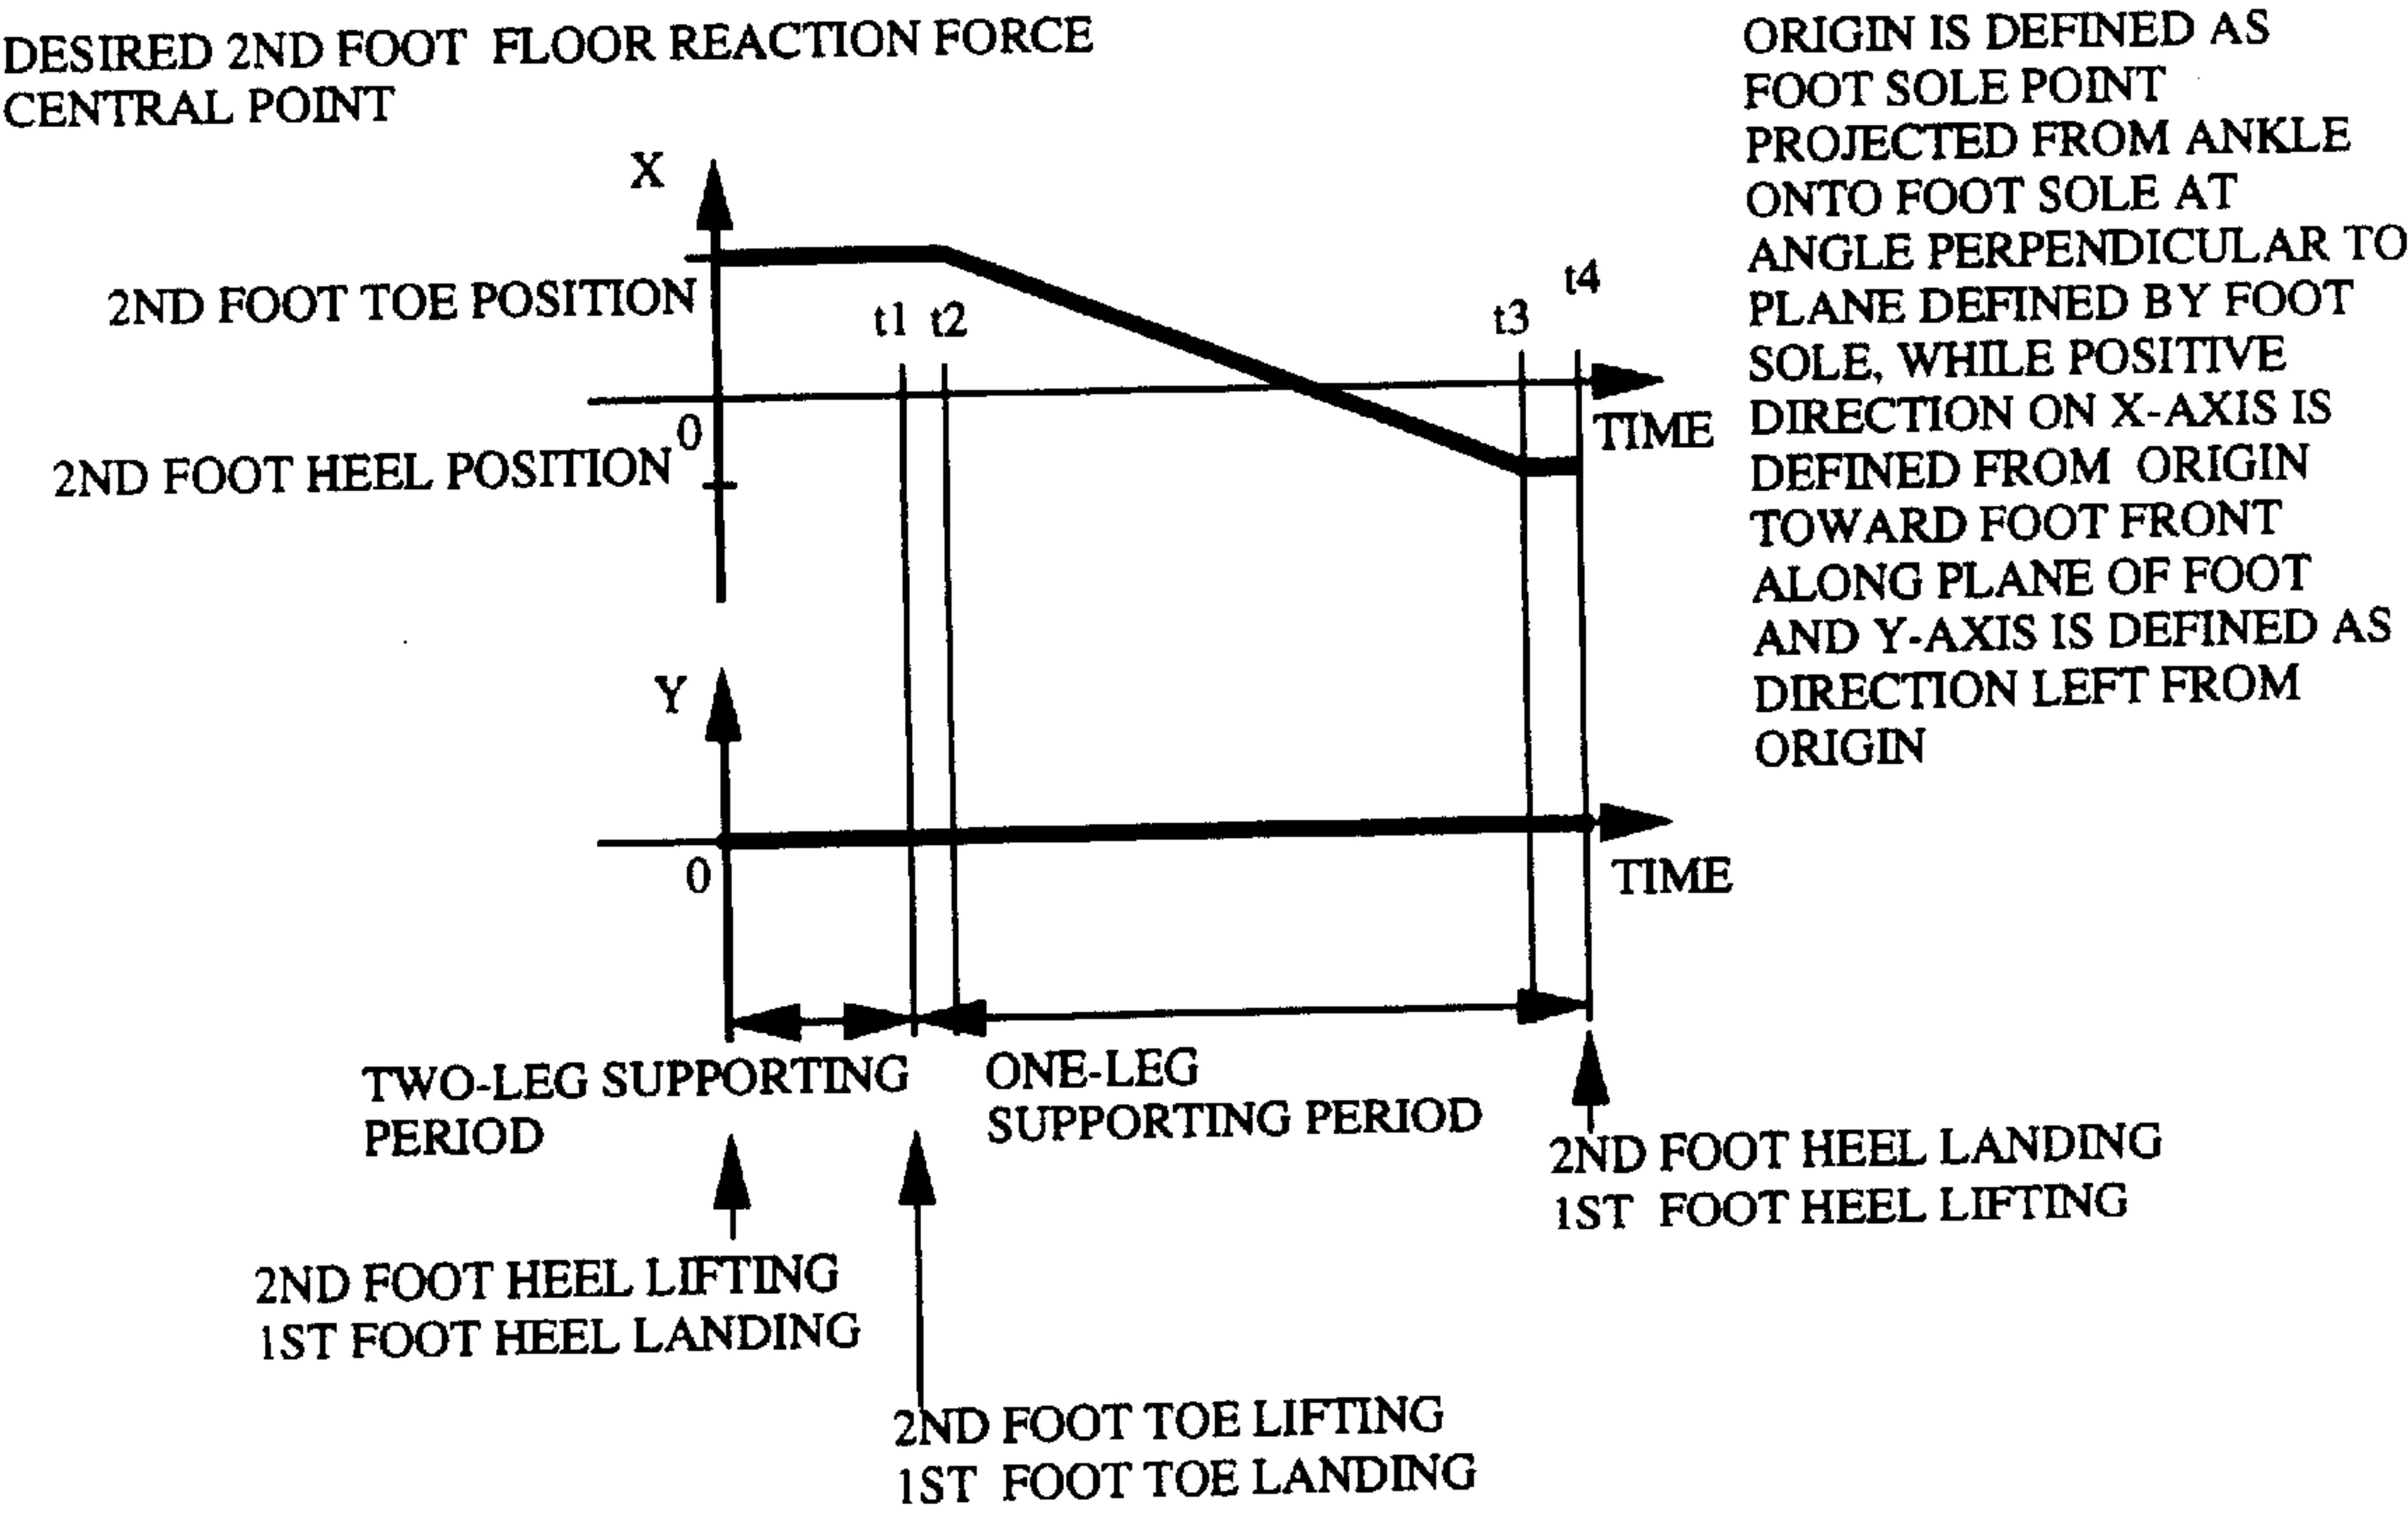 DESIRED 2ND FOOT FLOOR REACTION FORCE
CENTRAL POINT
ORIGIN IS DEFINED AS
FOOT SOLE POINT
PROJECTED FROM ANKLE
ONTO FOOT SOLE AT
ANGLE PERPENDICULAR TO
PLANE DEFINED BY FOOT
SOLE, WHILE POSITIVE
DIRECTION ON X-AXIS IS
DEFINED FROM ORIGIN
TOWARD FOOT FRONT
ALONG PLANE OF FOOT
AND Y-AXIS IS DEFINED AS
DIRECTION LEFT FROM
ORIGIN
X
2ND FOOT TOE POSITION
t1 t2
t3
t4
0
TIME
2ND FOOT HEEL POSITION
Y
0
TIME
TWO-LEG SUPPORTING
PERIOD
ONE-LEG
SUPPORTING PERIOD
2ND FOOT HEEL LANDING
1ST FOOT HEEL LIFTING
2ND FOOT HEEL LIFTING
1ST FOOT HEEL LANDING
2ND FOOT TOE LIFTING
1ST FOOT TOE LANDING